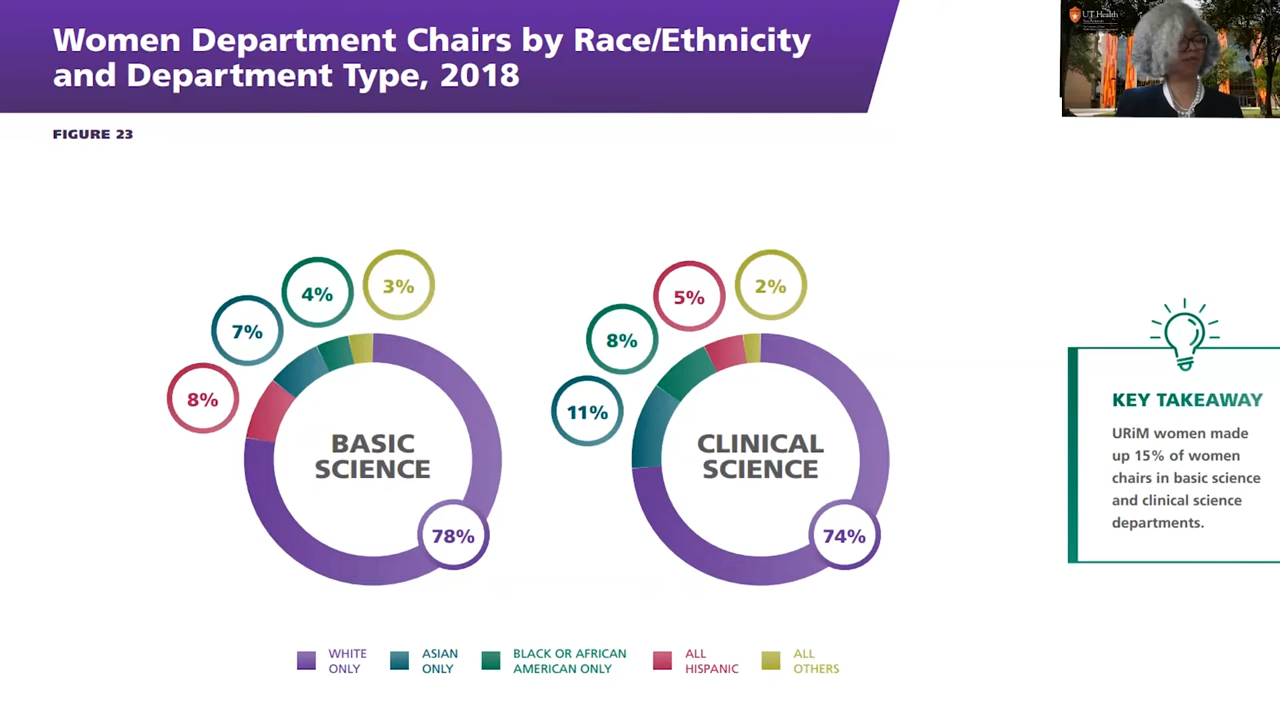 Women Department Chairs by Race/Ethnicity
and Department Type, 2018
FIGURE 23
UT Health
3%
4%
7%
8%
BASIC
SCIENCE
78%
2%
5%
8%
11%
CLINICAL
SCIENCE
74%
KEY TAKEAWAY
URiM women made
up 15% of women
chairs in basic science
and clinical science
departments.
WHITE
ONLY
ASIAN
ONLY
BLACK OR AFRICAN
AMERICAN ONLY
ALL
HISPANIC
ALL
OTHERS